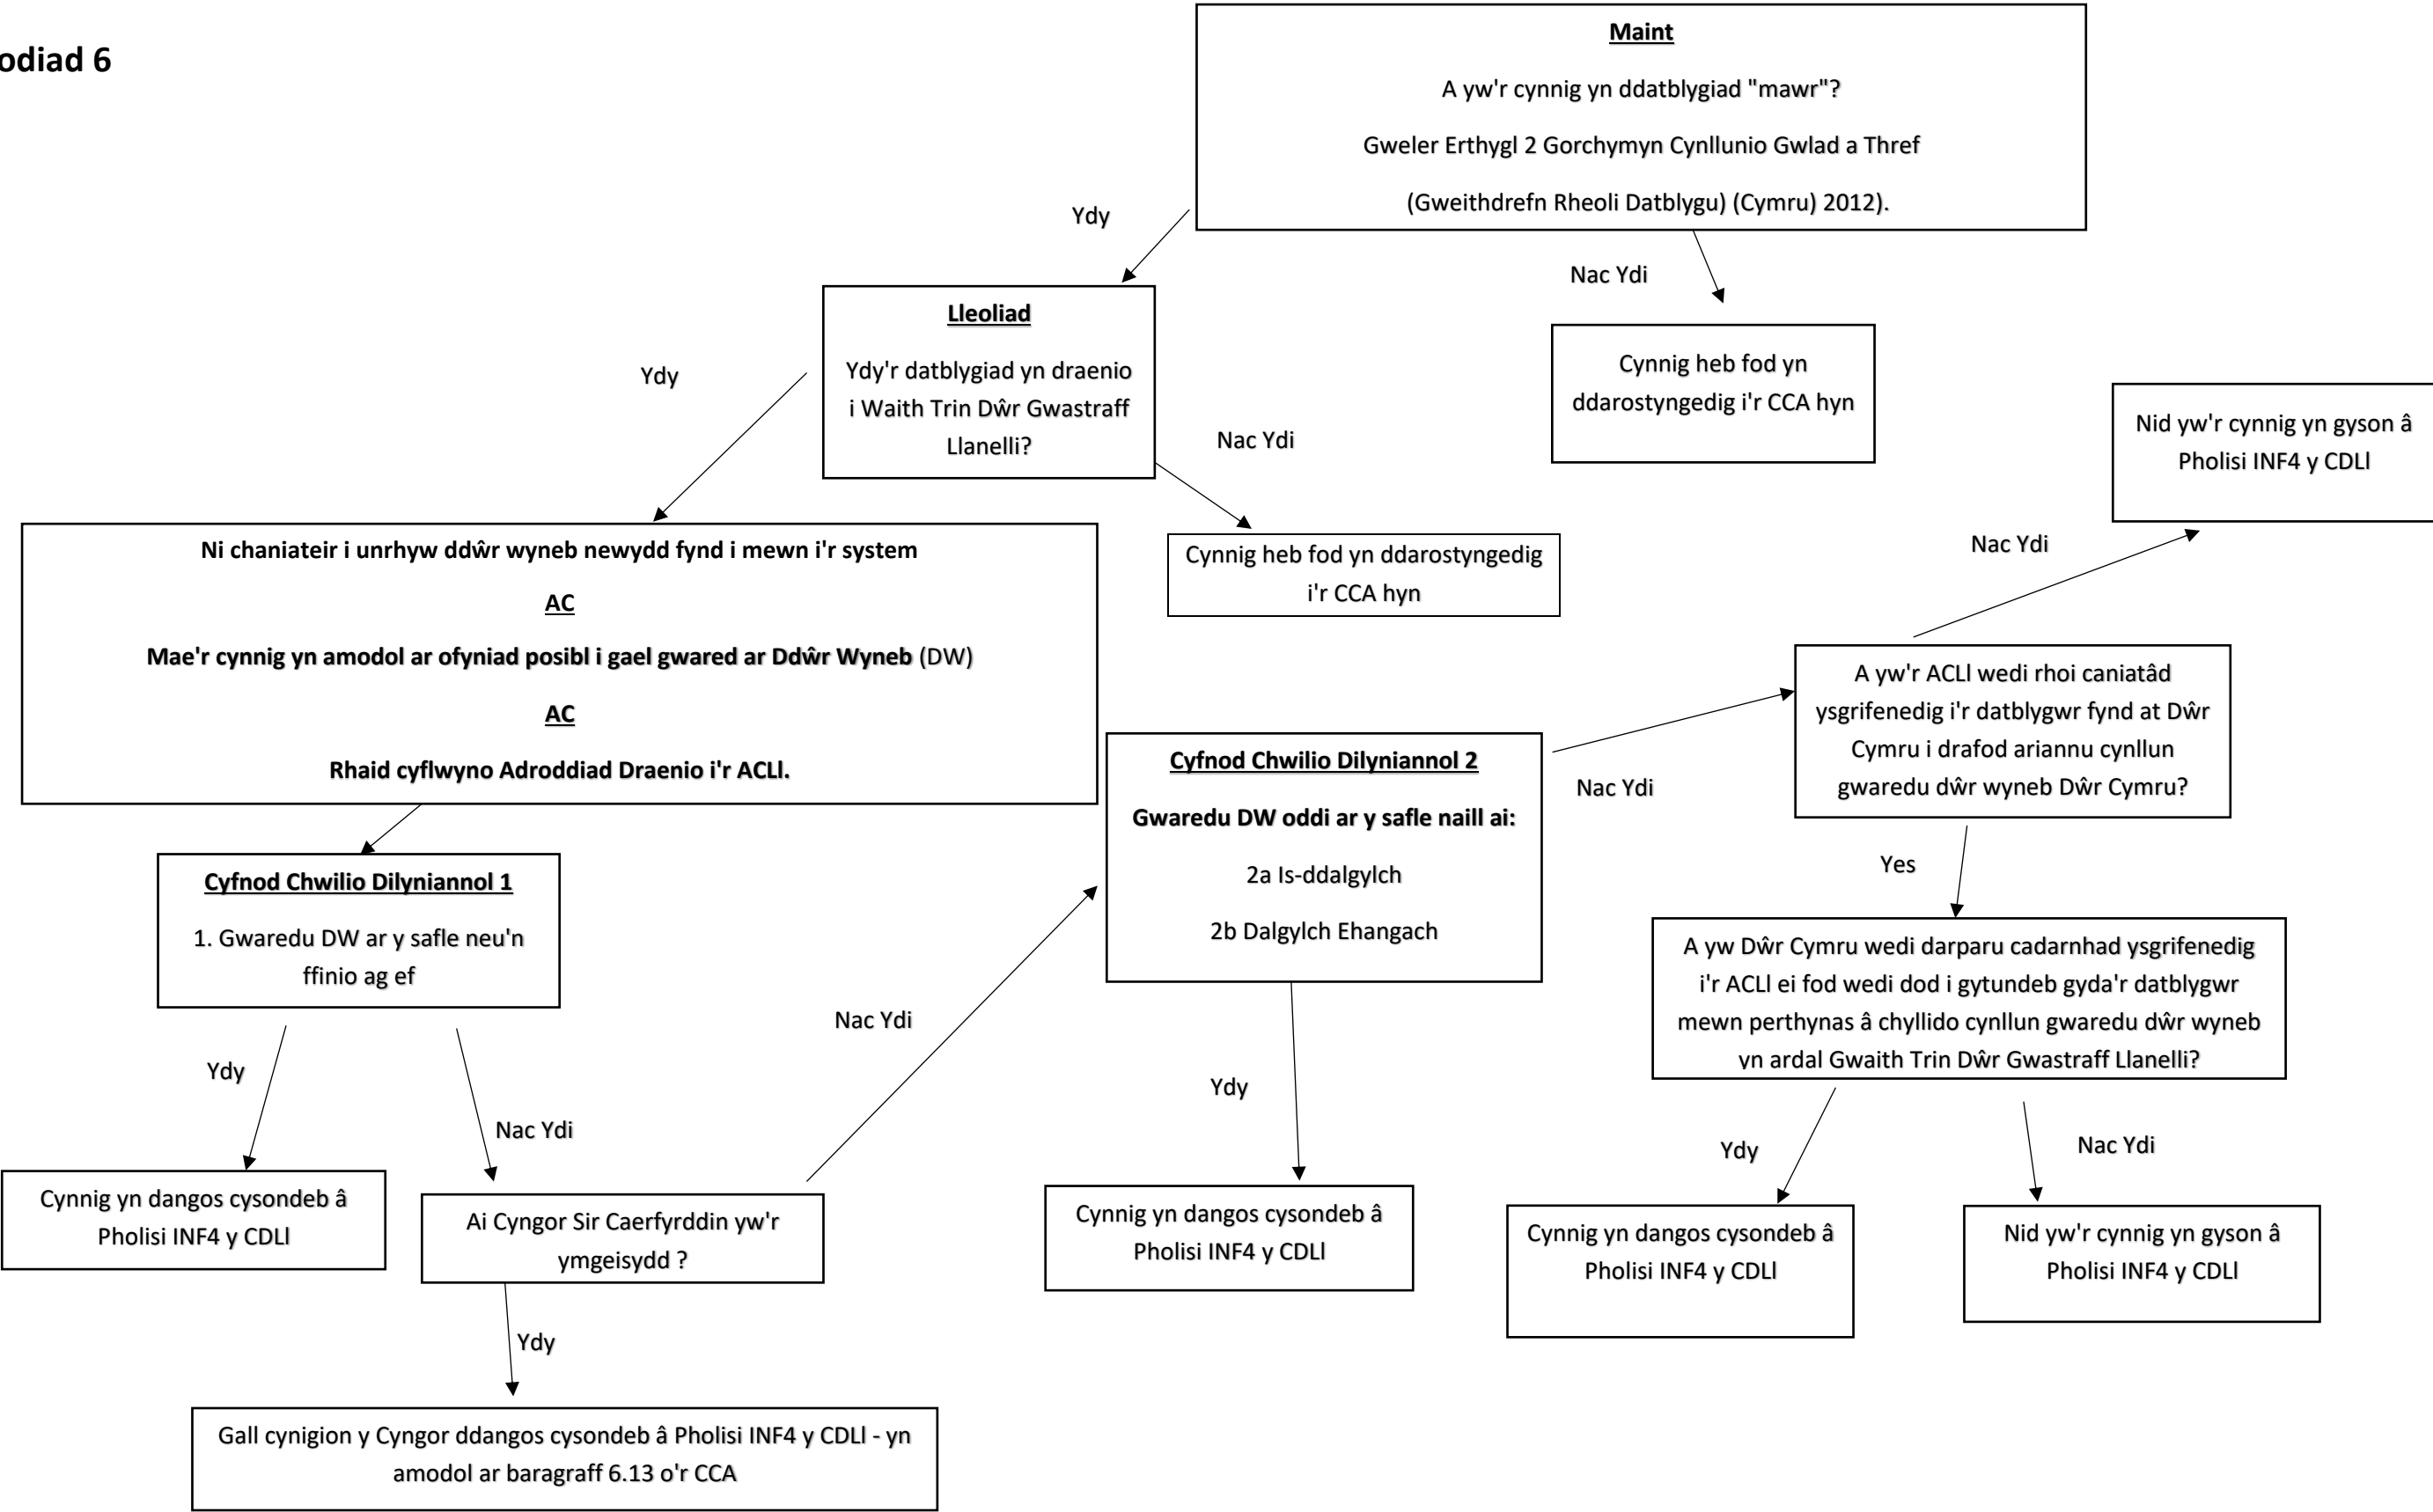 odiad 6
Maint
A yw'r cynnig yn ddatblygiad "mawr"?
Gweler Erthygl 2 Gorchymyn Cynllunio Gwlad a Thref
(Gweithdrefn Rheoli Datblygu) (Cymru) 2012).
Ydy
Nac Ydi
Lleoliad
Ydy'r datblygiad yn draenio
i Waith Trin Dŵr Gwastraff
Llanelli?
Cynnig heb fod yn
ddarostyngedig i'r CCA hyn
Ydy
Nac Ydi
Nid yw'r cynnig yn gyson â
Pholisi INF4 y CDLl
Ni chaniateir i unrhyw ddŵr wyneb newydd fynd i mewn i'r system
AC
Mae'r cynnig yn amodol ar ofyniad posibl i gael gwared ar Ddŵr Wyneb (DW)
AC
Rhaid cyflwyno Adroddiad Draenio i'r ACLl.
Cynnig heb fod yn ddarostyngedig
i'r CCA hyn
Nac Ydi
A yw'r ACLl wedi rhoi caniatâd
ysgrifenedig i'r datblygwr fynd at Dŵr
Cymru i drafod ariannu cynllun
gwaredu dŵr wyneb Dŵr Cymru?
Cyfnod Chwilio Dilyniannol 2
Gwaredu DW oddi ar y safle naill ai:
2a Is-ddalgylch
2b Dalgylch Ehangach
Nac Ydi
Yes
Cyfnod Chwilio Dilyniannol 1
1. Gwaredu DW ar y safle neu'n
ffinio ag ef
A yw Dŵr Cymru wedi darparu cadarnhad ysgrifenedig
i'r ACLl ei fod wedi dod i gytundeb gyda'r datblygwr
mewn perthynas â chyllido cynllun gwaredu dŵr wyneb
yn ardal Gwaith Trin Dŵr Gwastraff Llanelli?
Nac Ydi
Ydy
Ydy
Nac Ydi
Ydy
Nac Ydi
Cynnig yn dangos cysondeb â
Pholisi INF4 y CDLl
Ai Cyngor Sir Caerfyrddin yw'r
ymgeisydd ?
Cynnig yn dangos cysondeb â
Pholisi INF4 y CDLl
Cynnig yn dangos cysondeb â
Pholisi INF4 y CDLl
Nid yw'r cynnig yn gyson â
Pholisi INF4 y CDLl
Ydy
Gall cynigion y Cyngor ddangos cysondeb â Pholisi INF4 y CDLl - yn
amodol ar baragraff 6.13 o'r CCA